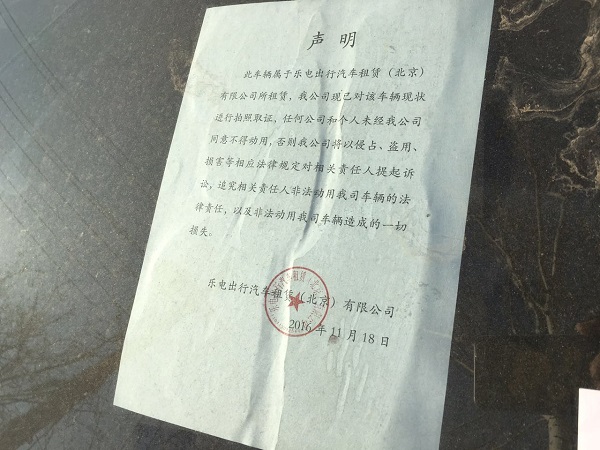 声明
此车辆属于乐电出行汽车租赁（北京）
有限公司所租赁，我公司现已对该车辆现状
进行拍照取证，任何公司和个人未经我公司
同意不得动用，否则我公司将以侵占、盗用、
损害等相应法律规定对相关责任人提起诉
讼，追究相关责任人非法动用我司车辆的法
律责任，以及非法动用我司车辆造成的一切
损失。
乐电出行汽车租赁（北京）有限公司
2016年11月18日